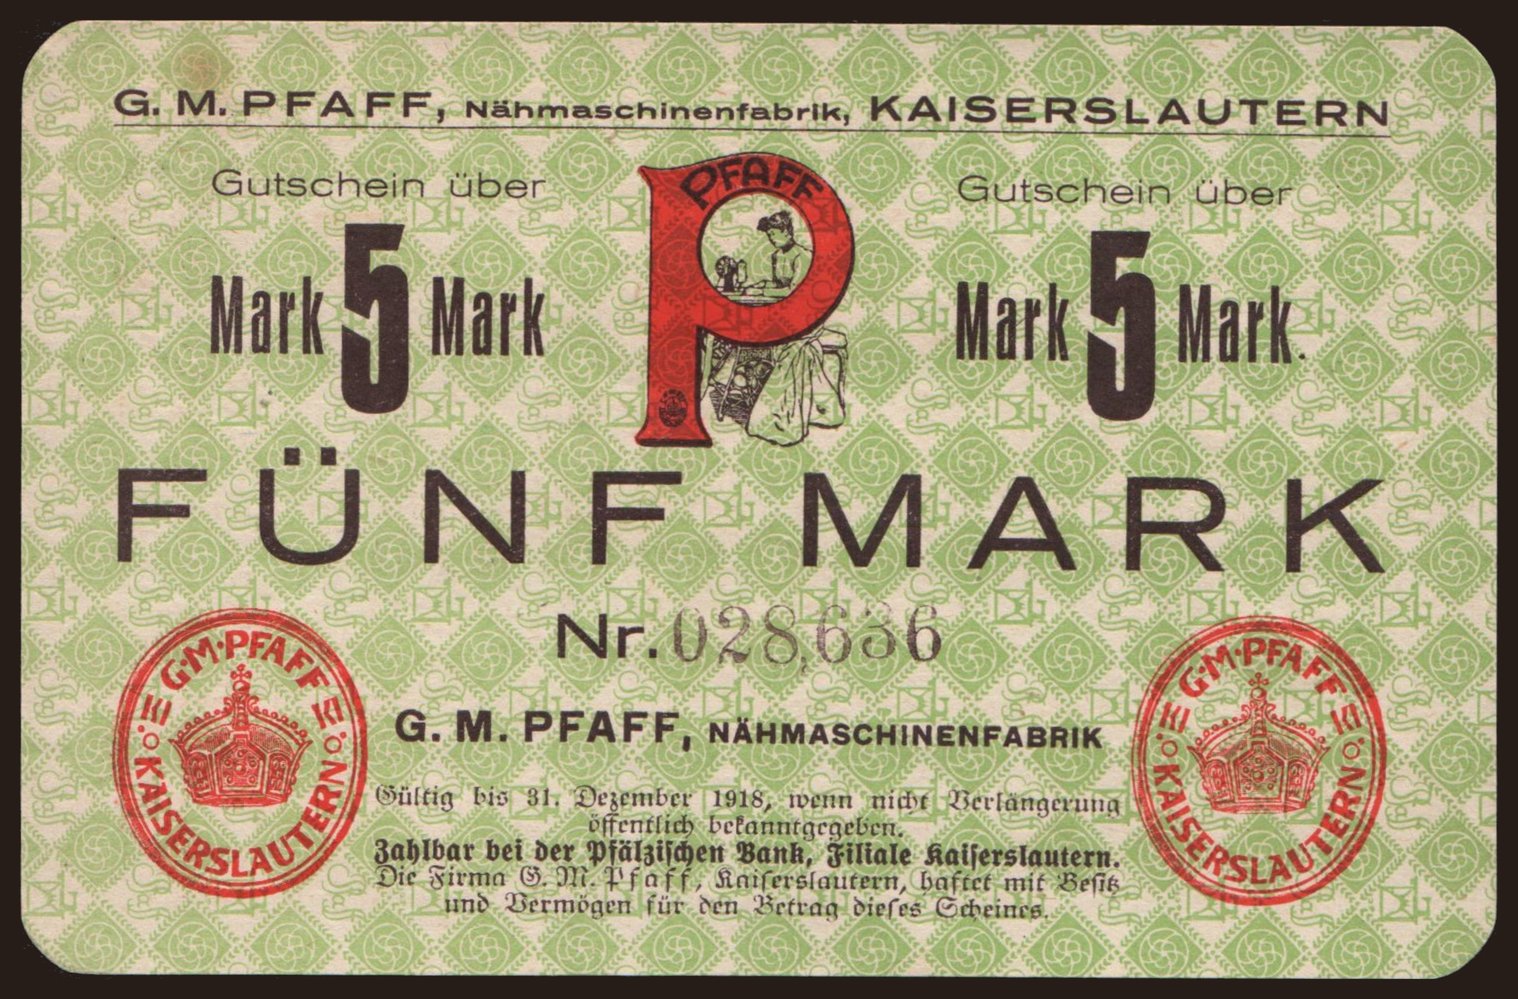 G. M. PFAFF, Nähmaschinenfabrik, KAISERSLAUTERN
Gutschein über
Mark 5 Mark
PFAFF
Gutschein über
Mark 5 Mark.
FÜNF MARK
Nr. 028,636
G. M. PFAFF, NÄHMASCHINENFABRIK
Gültig bis 31. Dezember 1918, wenn nicht Verlängerung
öffentlich bekanntgegeben.
Zahlbar bei der Pfälzischen Bank, Filiale Kaiserslautern.
Die Firma G. M. Pfaff, Kaiserslautern, haftet mit Besitz
und Vermögen für den Betrag dieses Scheines.
G·M·PFAFF
KAISERSLAUTERN
G·M·PFAFF
KAISERSLAUTERN